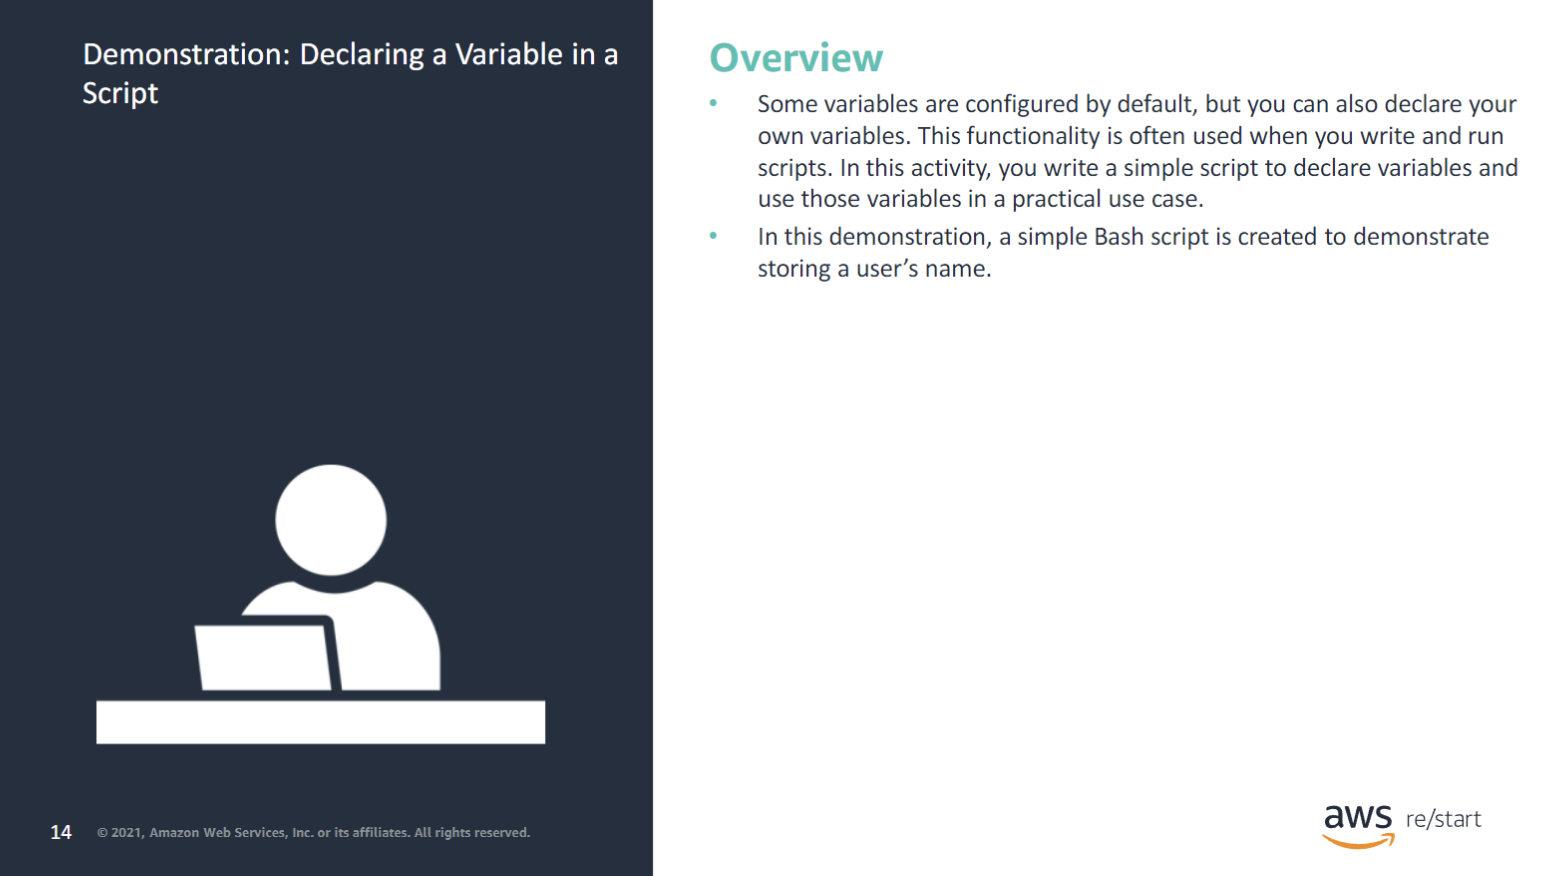 Demonstration: Declaring a Variable in a
Script
Overview
• Some variables are configured by default, but you can also declare your
own variables. This functionality is often used when you write and run
scripts. In this activity, you write a simple script to declare variables and
use those variables in a practical use case.
• In this demonstration, a simple Bash script is created to demonstrate
storing a user’s name.
14 © 2021, Amazon Web Services, Inc. or its affiliates. All rights reserved.
aws re/start